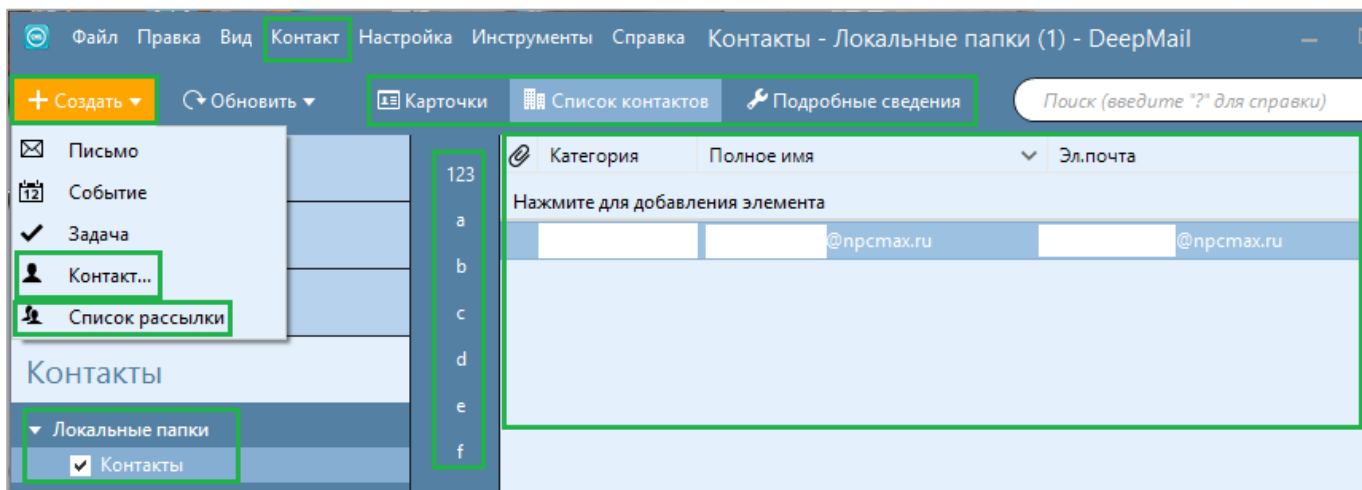 Файл Правка Вид Контакт Настройка Инструменты Справка Контакты - Локальные папки (1) - DeepMail
Создать Обновить Карточки Список контактов Подробные сведения Поиск (введите "?" для справки)
Письмо
Событие
12
Задача
Контакт...
Список рассылки
Контакты
Локальные папки
Контакты
123
a
b
c
d
e
f
Категория Полное имя Эл.почта
Нажмите для добавления элемента
@npcmax.ru @npcmax.ru